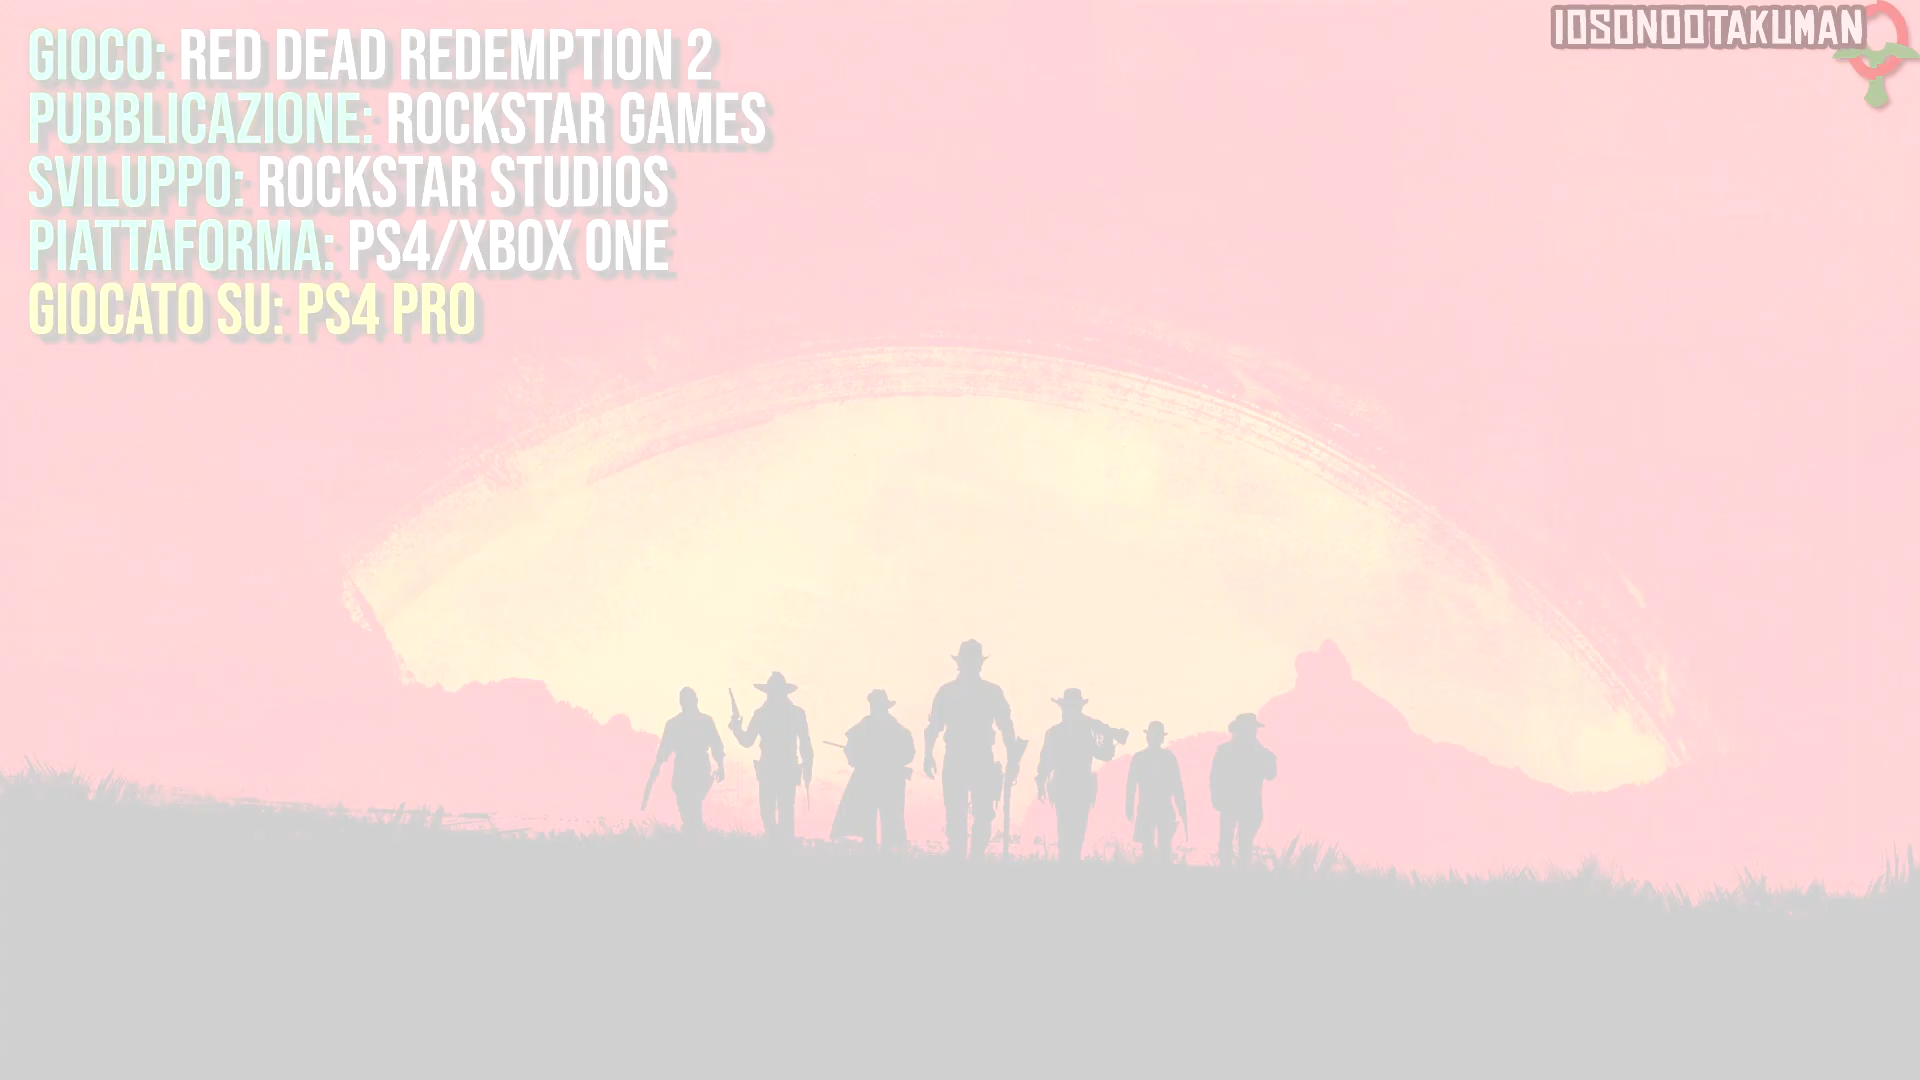 GIOCO: RED DEAD REDEMPTION 2
PUBBLICAZIONE: ROCKSTAR GAMES
SVILUPPO: ROCKSTAR STUDIOS
PIATTAFORMA: PS4/XBOX ONE
GIOCATO SU: PS4 PRO
IOSONOOTAKUMAN